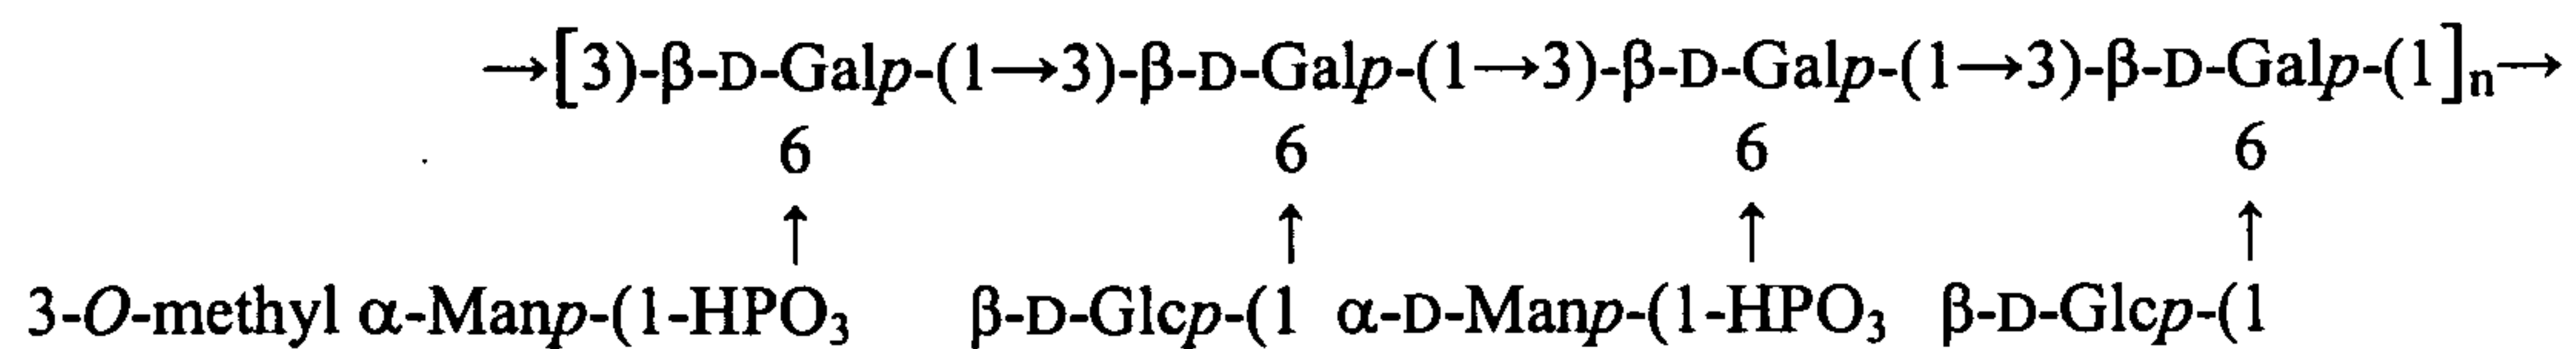 →[3)-β-D-Galp-(1→3)-β-D-Galp-(1→3)-β-D-Galp-(1→3)-β-D-Galp-(1]n→
6 6 6 6
↑ ↑ ↑ ↑
3-O-methyl α-Manp-(1-HPO3 β-D-Glcp-(1 α-D-Manp-(1-HPO3 β-D-Glcp-(1